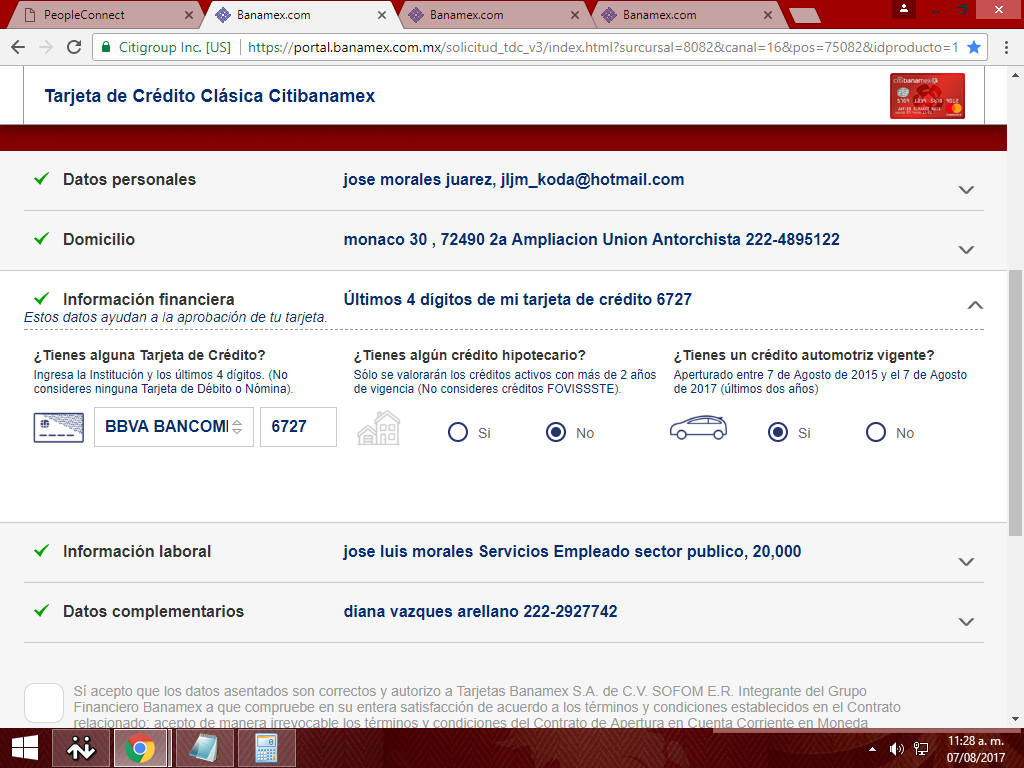 PeopleConnect
Banamex.com
Banamex.com
Banamex.com
Citigroup Inc. [US]
https://portal.banamex.com.mx/solicitud_tdc_v3/index.html?surcursal=8082&canal=16&pos=75082&idproducto=1
Tarjeta de Crédito Clásica Citibanamex
citibanamex
Datos personales
jose morales juarez, jljm_koda@hotmail.com
Domicilio
monaco 30 , 72490 2a Ampliacion Union Antorchista 222-4895122
Información financiera
Últimos 4 dígitos de mi tarjeta de crédito 6727
Estos datos ayudan a la aprobación de tu tarjeta.
¿Tienes alguna Tarjeta de Crédito?
Ingresa la Institución y los últimos 4 dígitos. (No
consideres ninguna Tarjeta de Débito o Nómina).
BBVA BANCOM
6727
¿Tienes algún crédito hipotecario?
Sólo se valorarán los créditos activos con más de 2 años
de vigencia (No consideres créditos FOVISSSTE).
Si
No
¿Tienes un crédito automotriz vigente?
Aperturado entre 7 de Agosto de 2015 y el 7 de Agosto
de 2017 (últimos dos años)
Si
No
Información laboral
jose luis morales Servicios Empleado sector publico, 20,000
Datos complementarios
diana vazques arellano 222-2927742
Sí acepto que los datos asentados son correctos y autorizo a Tarjetas Banamex S.A. de C.V. SOFOM E.R. Integrante del Grupo
Financiero Banamex a que compruebe en su entera satisfacción de acuerdo a los términos y condiciones establecidos en el Contrato
relacionado; acepto de manera irrevocable los términos y condiciones del Contrato de Apertura en Cuenta Corriente en Moneda
11:28 a. m.
07/08/2017